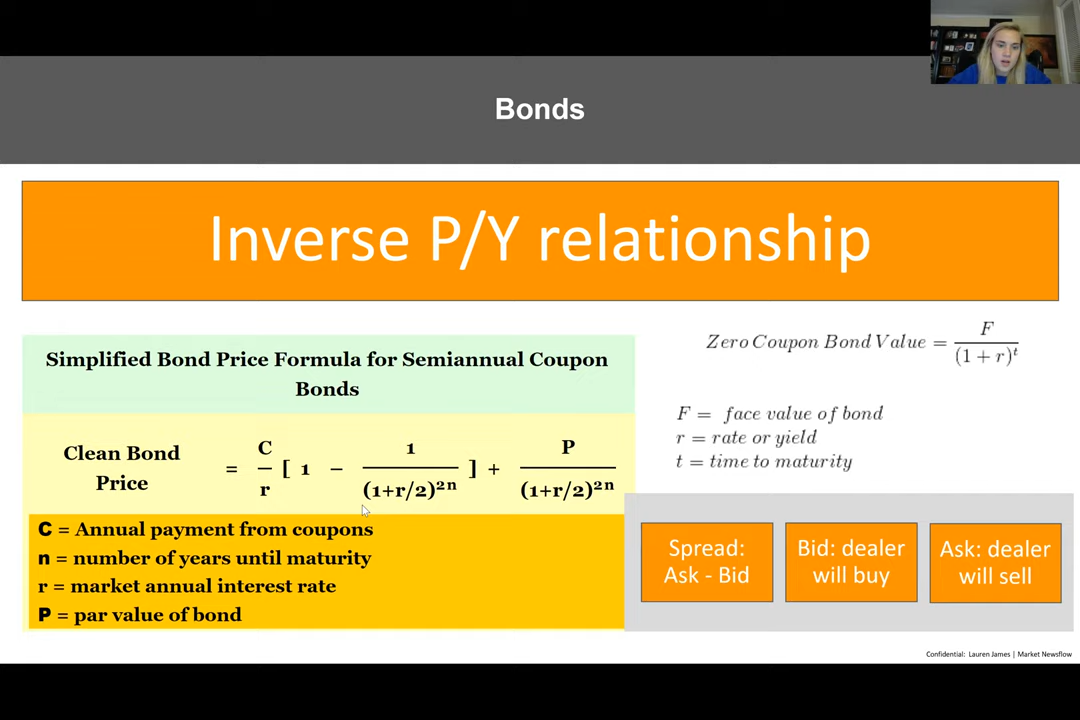 Bonds
Inverse P/Y relationship
Simplified Bond Price Formula for Semiannual Coupon
Bonds
Clean Bond
Price
= C/r [ 1 − 1/(1+r/2)²ⁿ ] + P/(1+r/2)²ⁿ
C = Annual payment from coupons
n = number of years until maturity
r = market annual interest rate
P = par value of bond
Zero Coupon Bond Value = F/(1 + r)ᵗ
F = face value of bond
r = rate or yield
t = time to maturity
Spread:
Ask - Bid
Bid: dealer
will buy
Ask: dealer
will sell
Confidential: Lauren James | Market Newsflow